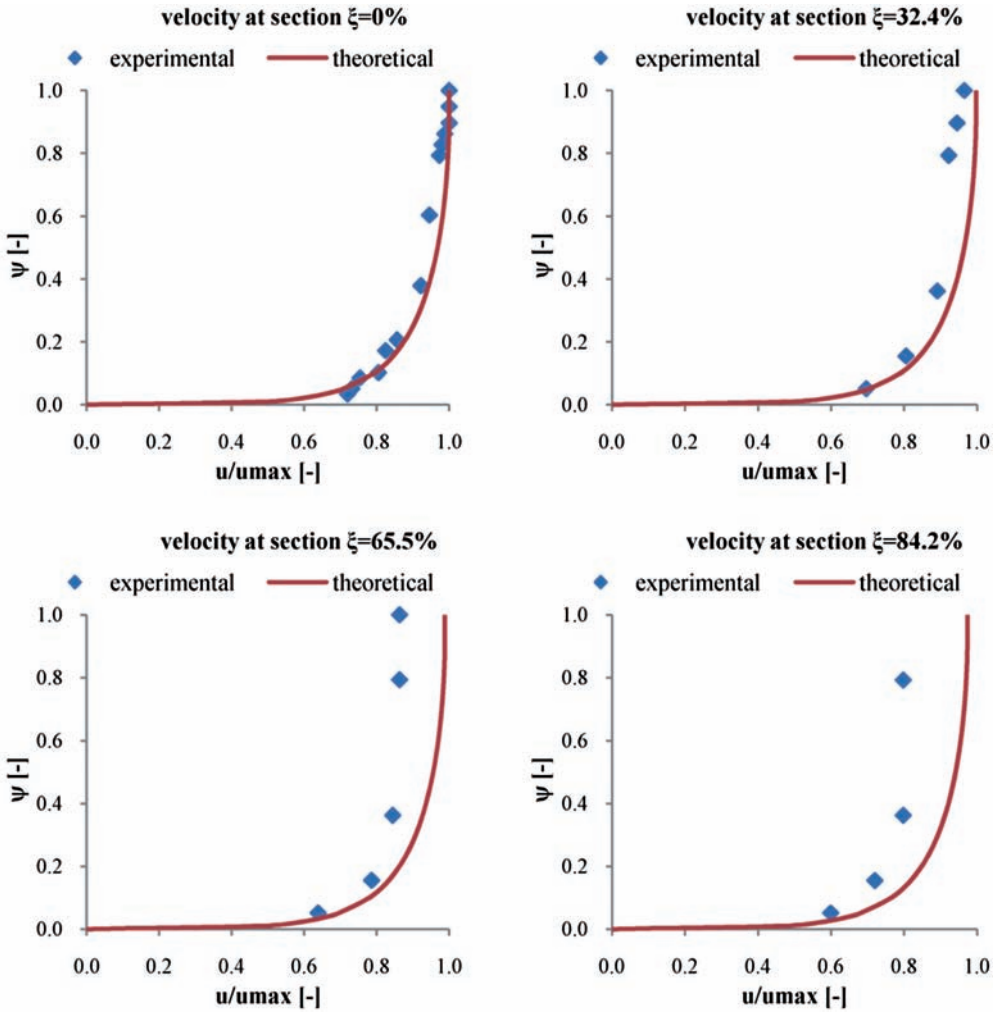 velocity at section ξ=0%
experimental theoretical
1.0
0.8
0.6
0.4
0.2
0.0
ψ [-]
0.0 0.2 0.4 0.6 0.8 1.0
u/umax [-]
velocity at section ξ=32.4%
experimental theoretical
1.0
0.8
0.6
0.4
0.2
0.0
ψ [-]
0.0 0.2 0.4 0.6 0.8 1.0
u/umax [-]
velocity at section ξ=65.5%
experimental theoretical
1.0
0.8
0.6
0.4
0.2
0.0
ψ [-]
0.0 0.2 0.4 0.6 0.8 1.0
u/umax [-]
velocity at section ξ=84.2%
experimental theoretical
1.0
0.8
0.6
0.4
0.2
0.0
ψ [-]
0.0 0.2 0.4 0.6 0.8 1.0
u/umax [-]